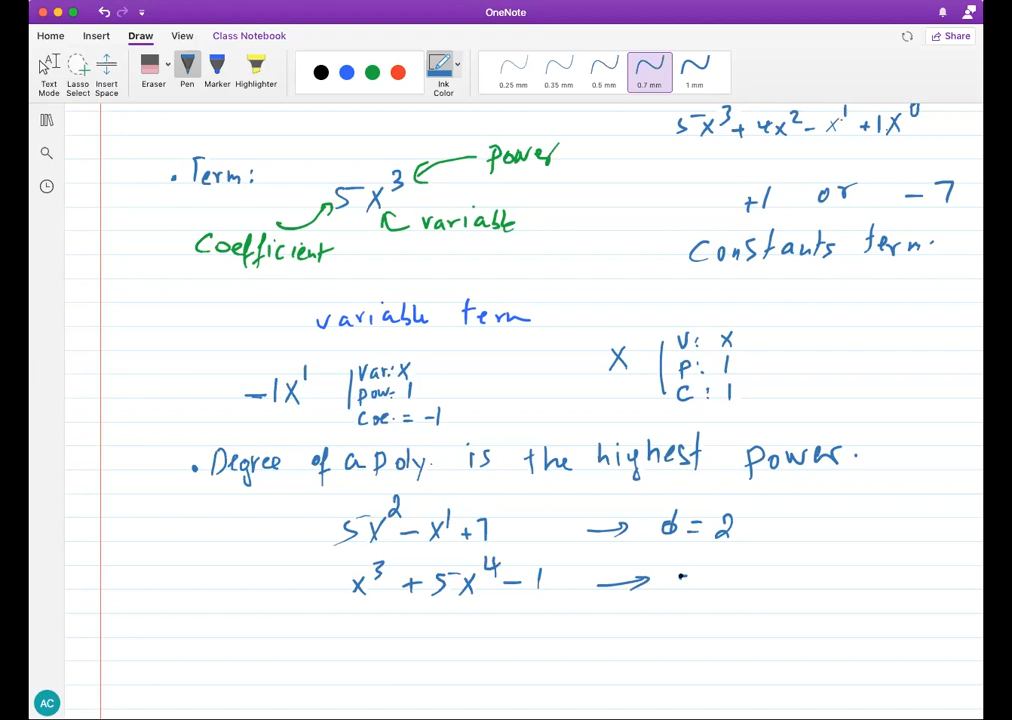 OneNote
Home Insert Draw View Class Notebook Share
Text Mode Lasso Select Insert Space Eraser Pen Marker Highlighter Ink Color 0.25 mm 0.35 mm 0.5 mm 0.7 mm 1 mm
5x³ + 4x² - x¹ + 1x⁰
• Term: 5x³ power
+1 or - 7
Coefficient variable
Constants term.
variable term
-1x¹ var: x
pow: 1
coe. = -1
x V: x
P: 1
C: 1
• Degree of a poly. is the highest power.
5x² - x¹ + 7 → d = 2
x³ + 5x⁴ - 1 →
AC